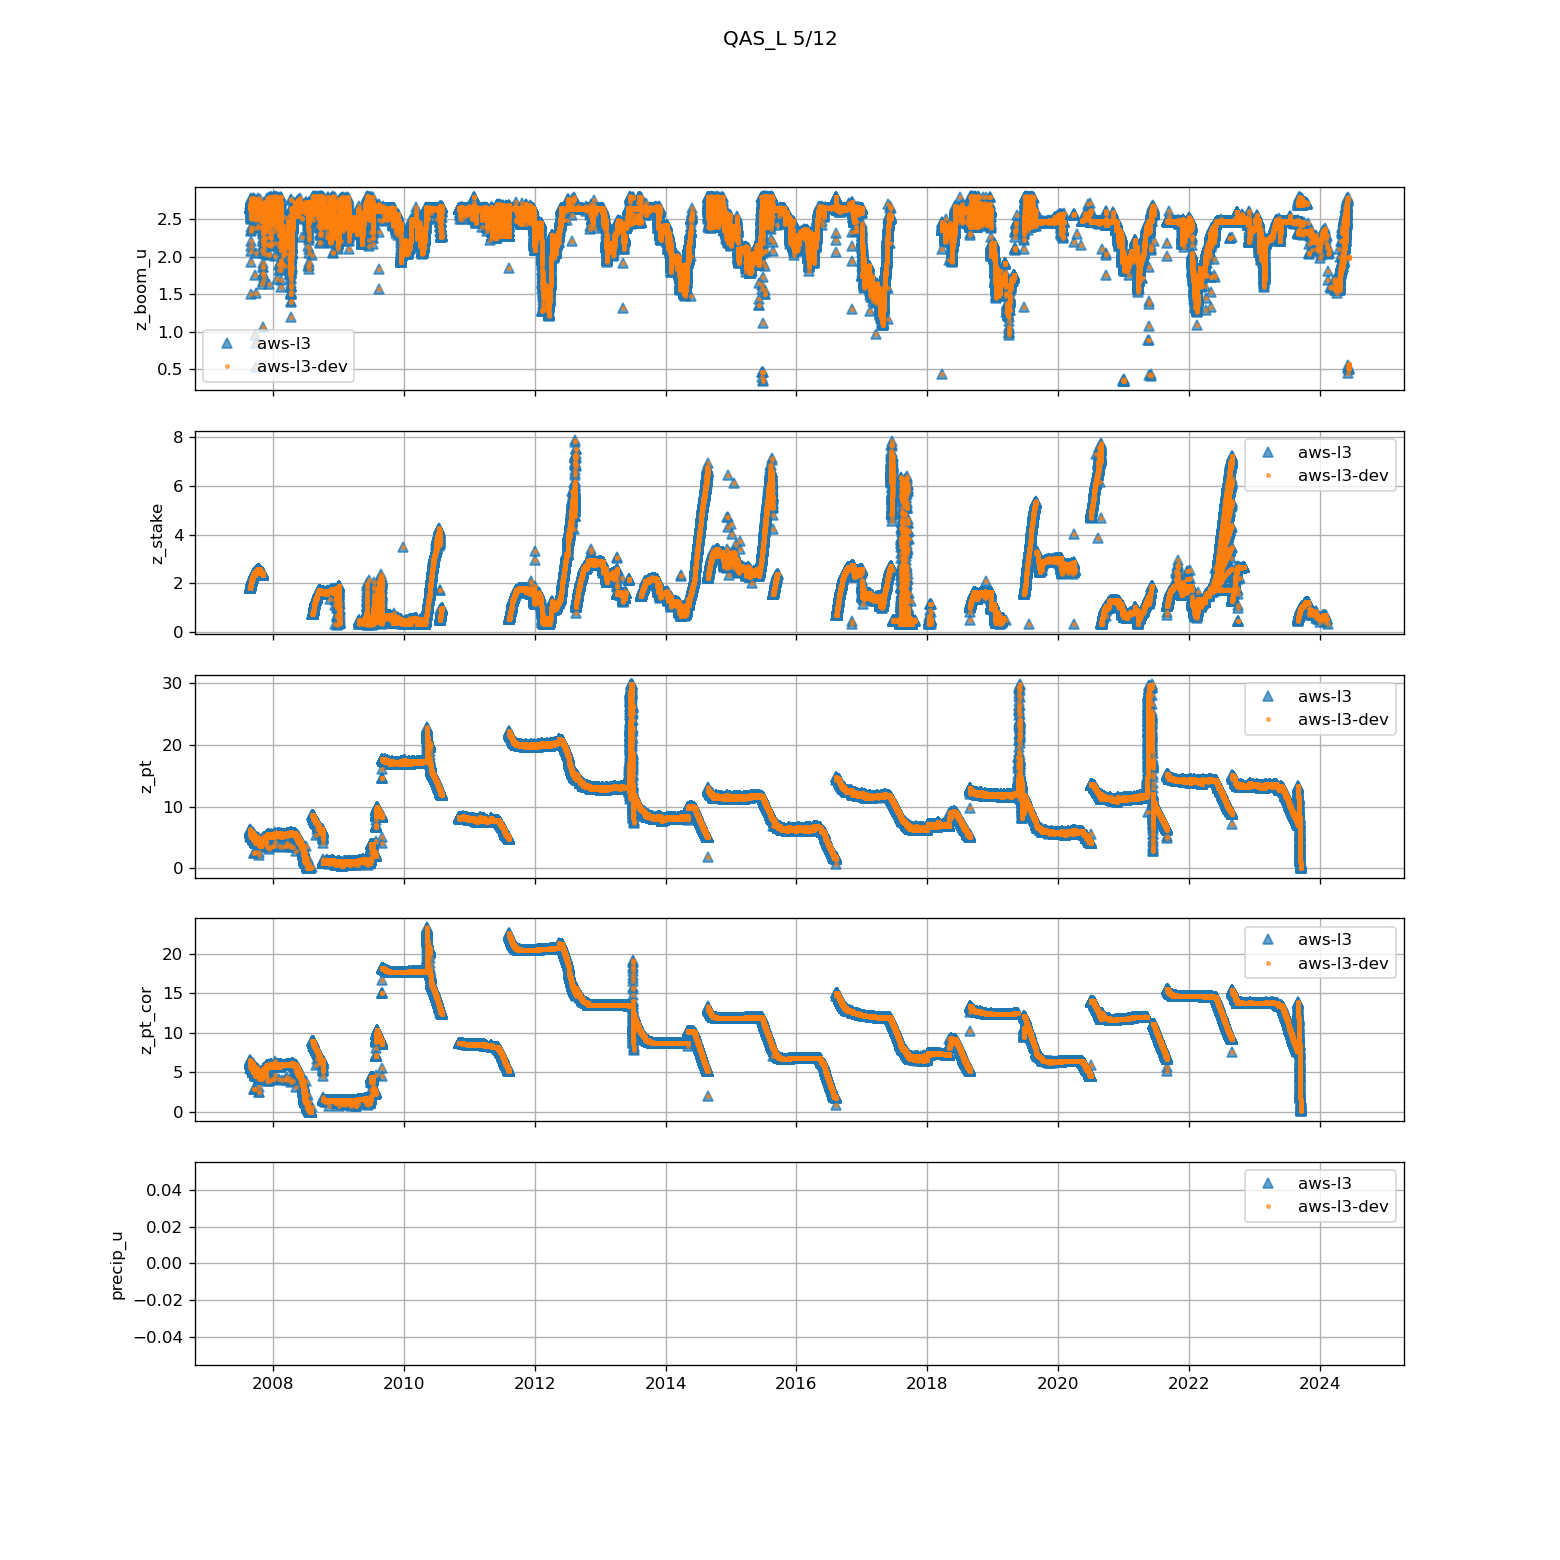 QAS_L 5/12
z_boom_u
2.5
2.0
1.5
1.0
0.5
aws-l3
aws-l3-dev
z_stake
8
6
4
2
0
aws-l3
aws-l3-dev
z_pt
30
20
10
0
aws-l3
aws-l3-dev
z_pt_cor
20
15
10
5
0
aws-l3
aws-l3-dev
precip_u
0.04
0.02
0.00
−0.02
−0.04
aws-l3
aws-l3-dev
2008 2010 2012 2014 2016 2018 2020 2022 2024